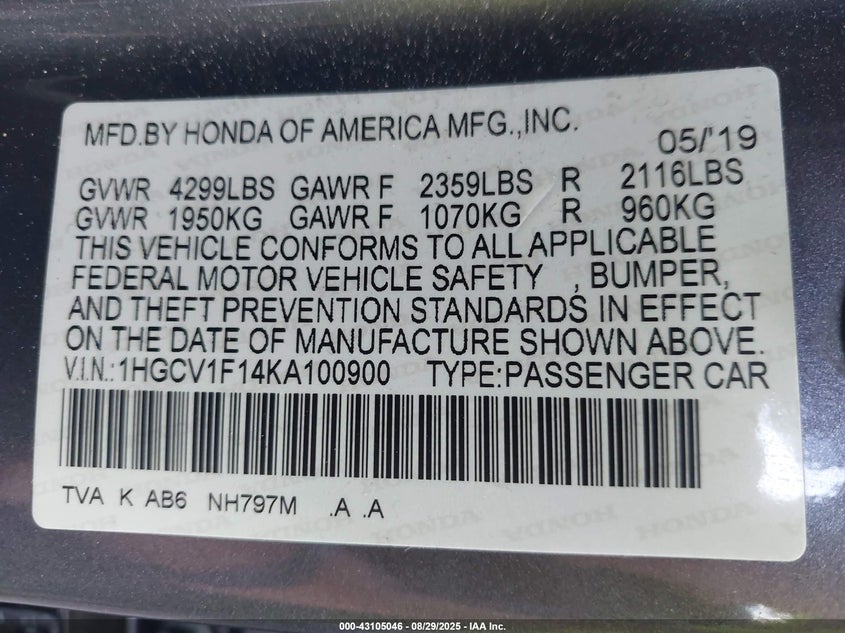 MFD.BY HONDA OF AMERICA MFG.,INC. 05/'19
GVWR 4299LBS GAWR F 2359LBS R 2116LBS
GVWR 1950KG GAWR F 1070KG R 960KG
THIS VEHICLE CONFORMS TO ALL APPLICABLE
FEDERAL MOTOR VEHICLE SAFETY , BUMPER,
AND THEFT PREVENTION STANDARDS IN EFFECT
ON THE DATE OF MANUFACTURE SHOWN ABOVE.
V.I.N.:1HGCV1F14KA100900 TYPE:PASSENGER CAR
TVA K AB6 NH797M .A .A
000-43105046 - 08/29/2025 - IAA Inc.